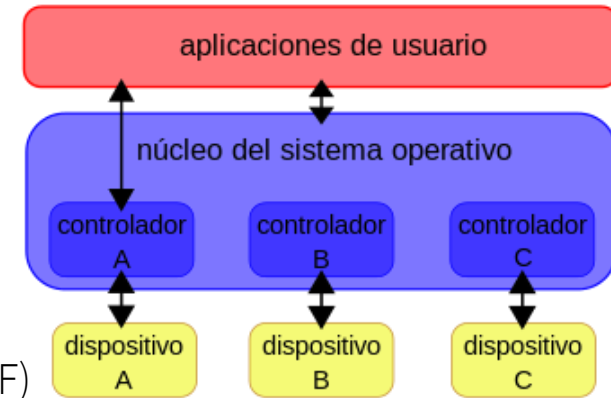 aplicaciones de usuario
núcleo del sistema operativo
controlador
A
controlador
B
controlador
C
dispositivo
A
dispositivo
B
dispositivo
C
F)